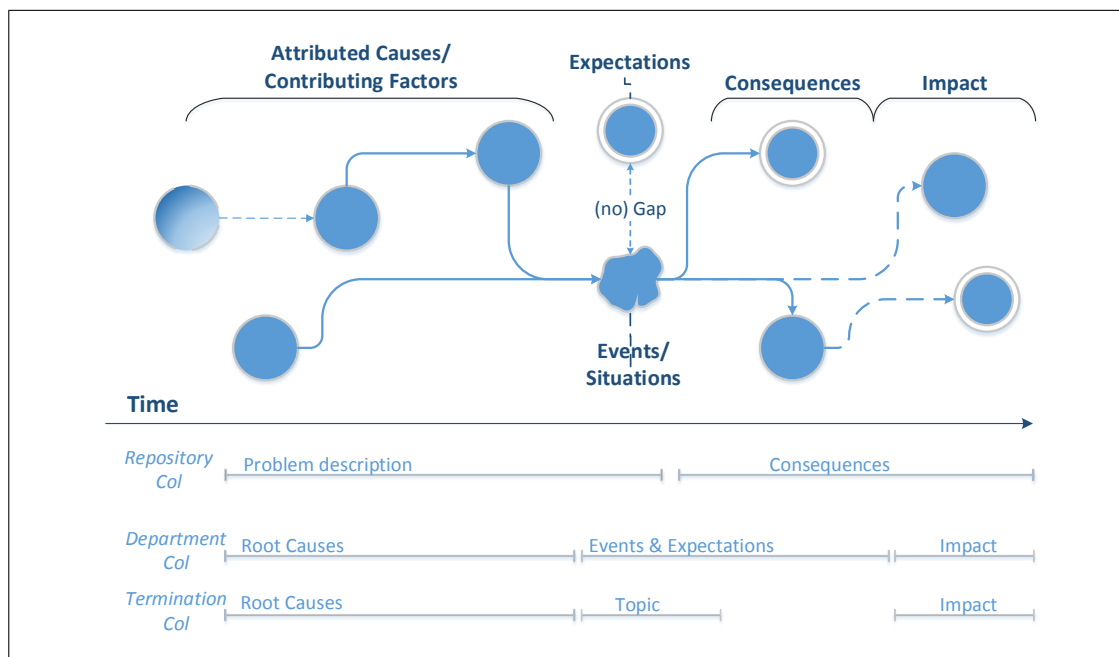 Attributed Causes/
Contributing Factors
Expectations
Consequences
Impact
(no) Gap
Events/
Situations
Time
Repository
Col
Problem description
Consequences
Department
Col
Root Causes
Events & Expectations
Impact
Termination
Col
Root Causes
Topic
Impact